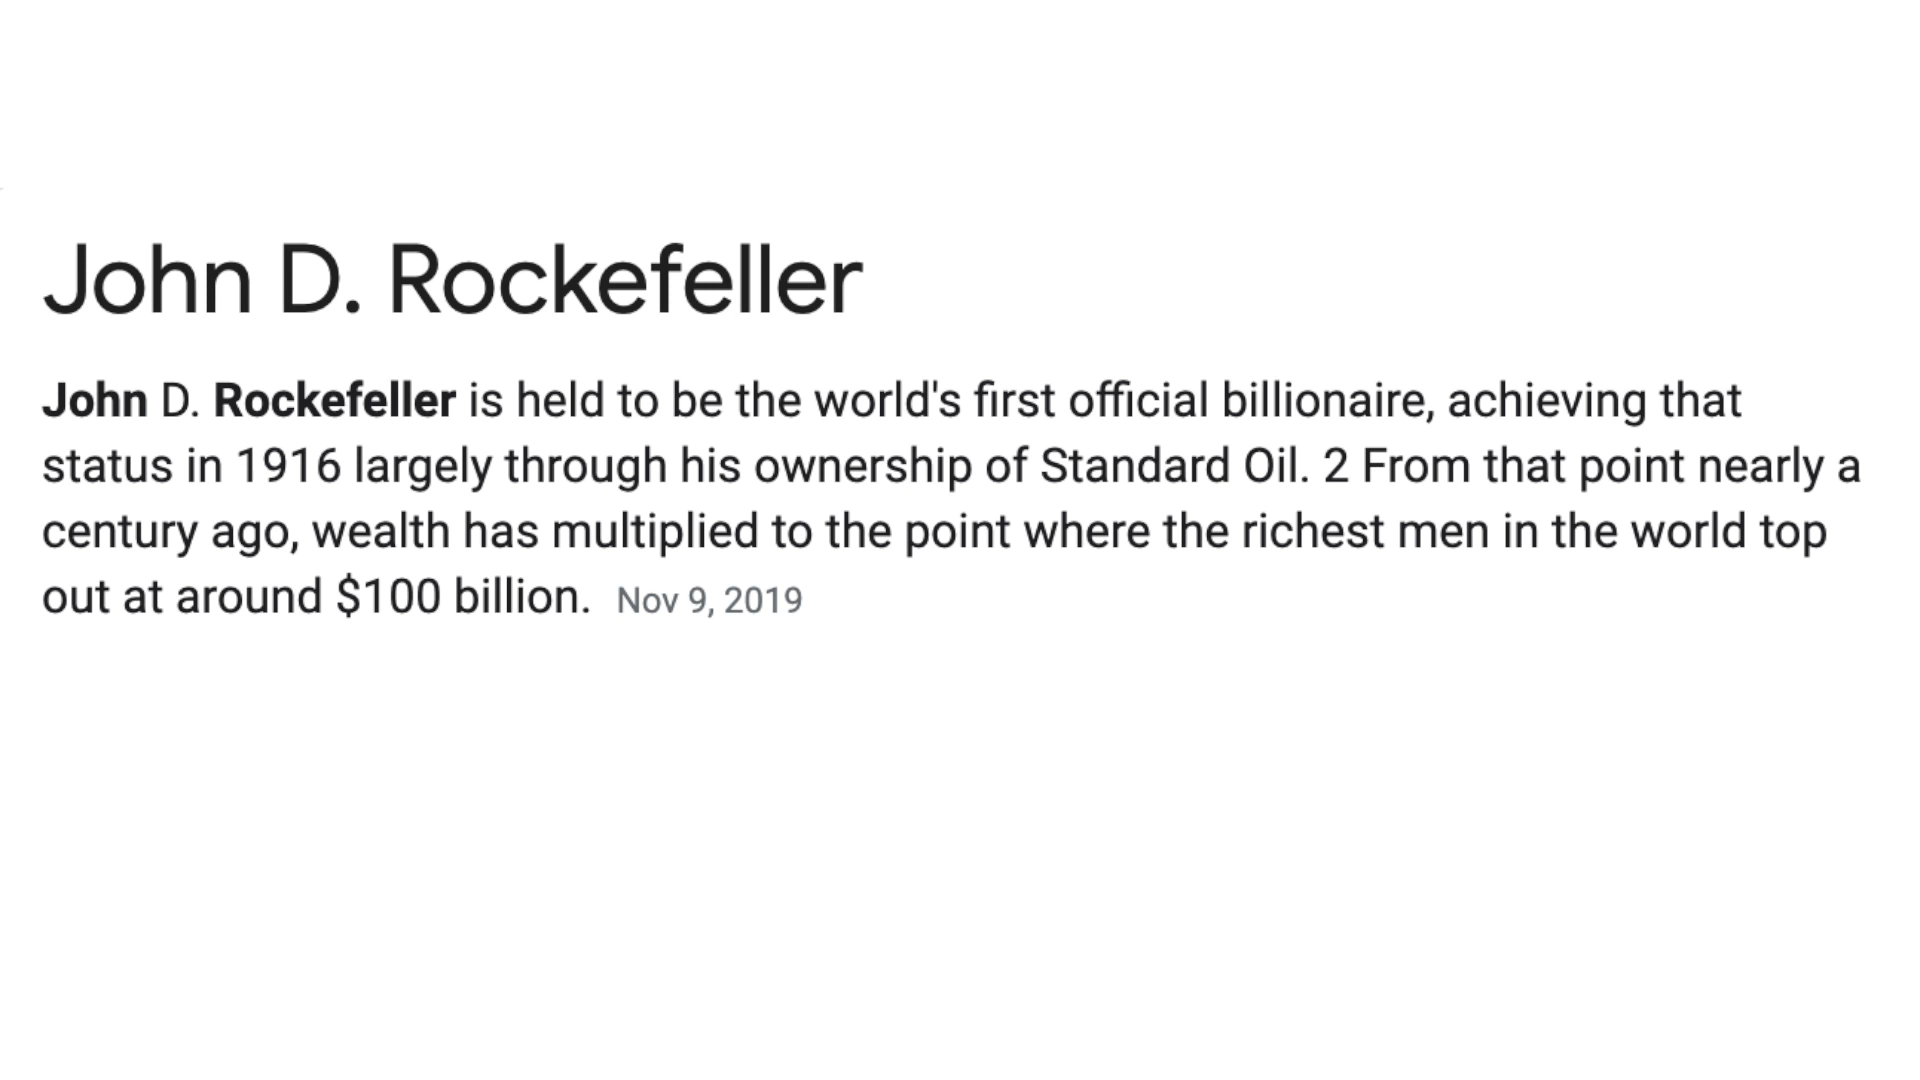 John D. Rockefeller
John D. Rockefeller is held to be the world's first official billionaire, achieving that
status in 1916 largely through his ownership of Standard Oil. 2 From that point nearly a
century ago, wealth has multiplied to the point where the richest men in the world top
out at around $100 billion. Nov 9, 2019